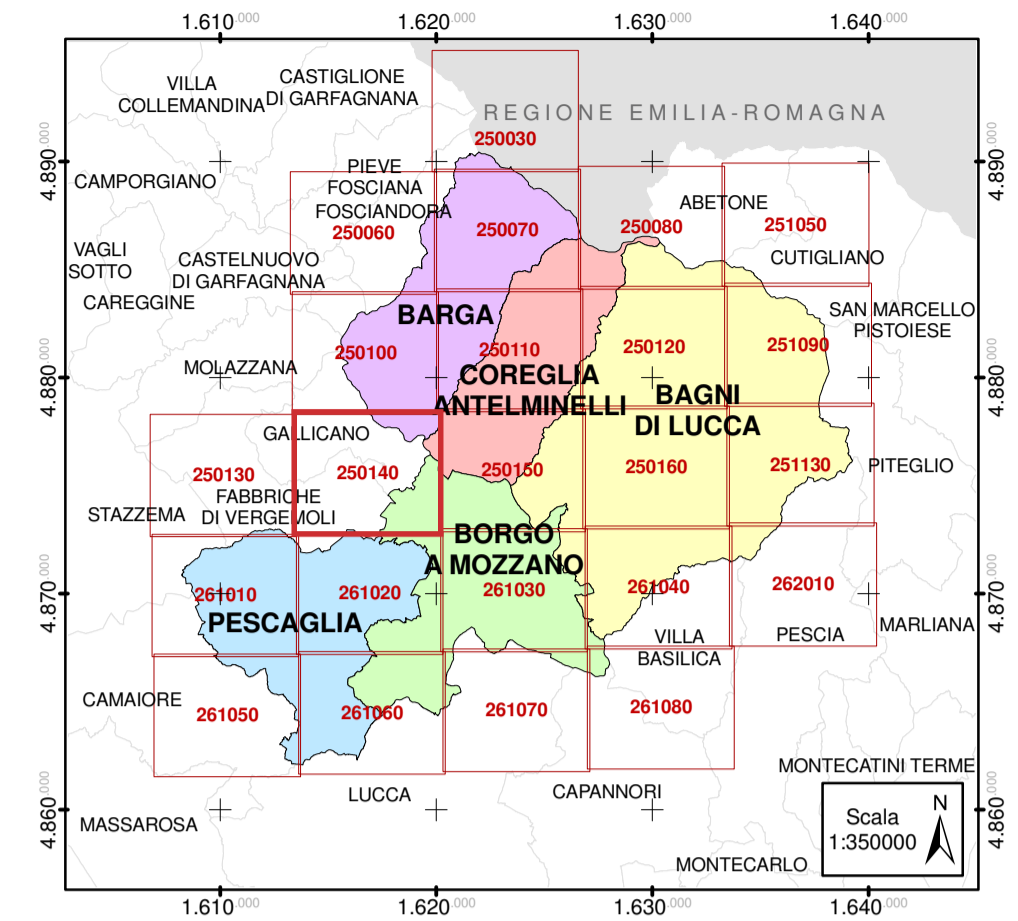 1.610.000 1.620.000 1.630.000 1.640.000
VILLA
COLLEMANDINA
CASTIGLIONE
DI GARFAGNANA
REGIONE EMILIA-ROMAGNA
250030
4.890.000
4.890.000
CAMPORGIANO
PIEVE
FOSCIANA
FOSCIANDORA
250060
250070
250080
ABETONE
251050
CUTIGLIANO
VAGLI
SOTTO
CASTELNUOVO
DI GARFAGNANA
CAREGGINE
BARGA
SAN MARCELLO
PISTOIESE
250100
250110
250120
251090
MOLAZZANA
4.880.000
4.880.000
COREGLIA
ANTELMINELLI
BAGNI
DI LUCCA
GALLICANO
250130
250140
250150
250160
251130
PITEGLIO
FABBRICHE
DI VERGEMOLI
STAZZEMA
BORGO
A MOZZANO
4.870.000
4.870.000
261010
261020
261030
261040
262010
PESCAGLIA
VILLA
BASILICA
PESCIA
MARLIANA
CAMAIORE
261050
261060
261070
261080
MONTECATINI TERME
LUCCA
CAPANNORI
4.860.000
4.860.000
MASSAROSA
MONTECARLO
Scala
1:350000
N
1.610.000 1.620.000 1.630.000 1.640.000